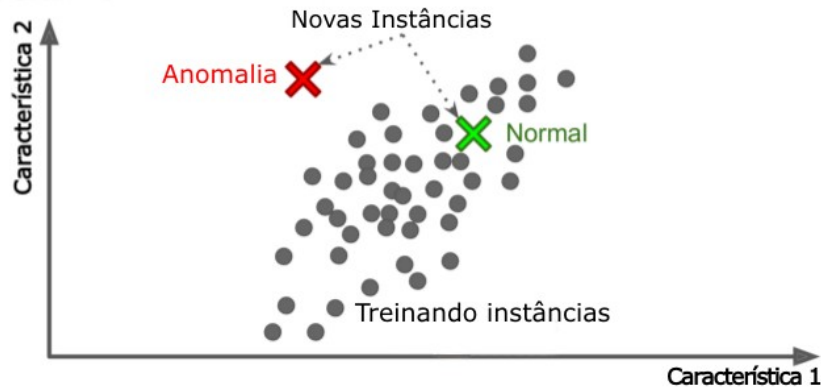 Novas Instâncias
Característica 2
Anomalia
Normal
Treinando instâncias
Característica 1